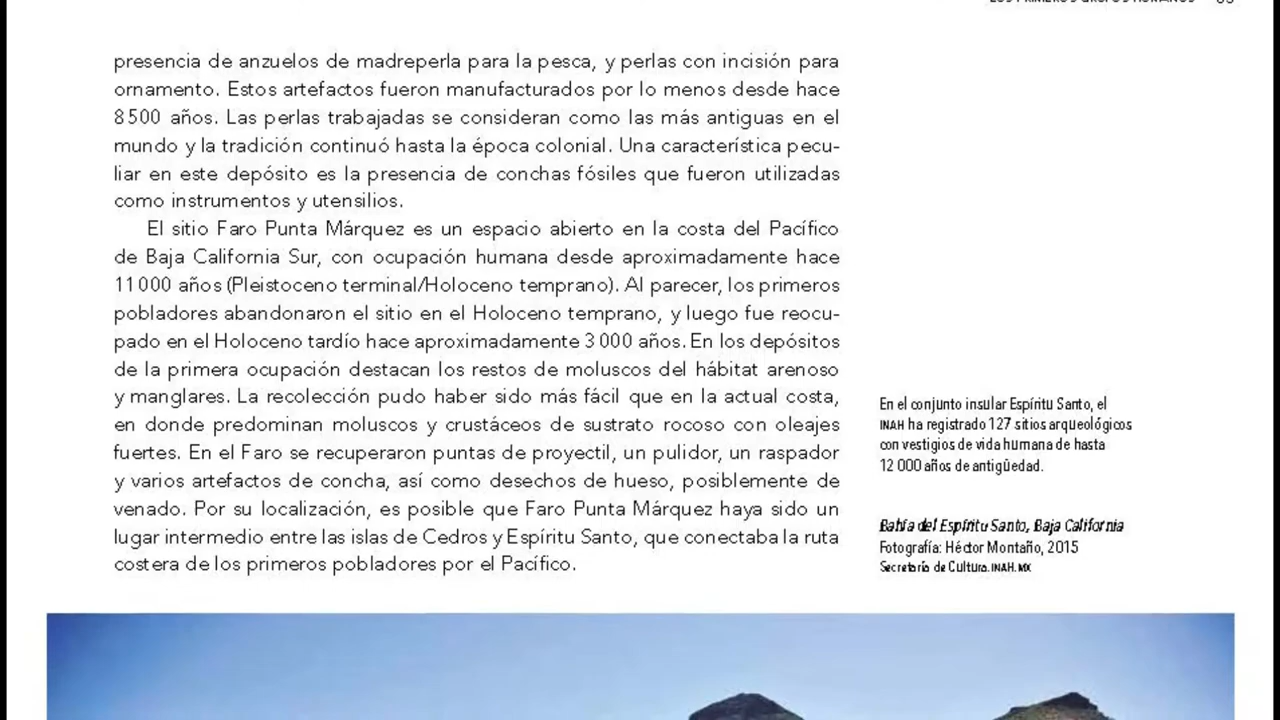 LOS PRIMEROS GRUPOS HUMANOS
presencia de anzuelos de madreperla para la pesca, y perlas con incisión para
ornamento. Estos artefactos fueron manufacturados por lo menos desde hace
8 500 años. Las perlas trabajadas se consideran como las más antiguas en el
mundo y la tradición continuó hasta la época colonial. Una característica pecu-
liar en este depósito es la presencia de conchas fósiles que fueron utilizadas
como instrumentos y utensilios.
El sitio Faro Punta Márquez es un espacio abierto en la costa del Pacífico
de Baja California Sur, con ocupación humana desde aproximadamente hace
11 000 años (Pleistoceno terminal/Holoceno temprano). Al parecer, los primeros
pobladores abandonaron el sitio en el Holoceno temprano, y luego fue reocu-
pado en el Holoceno tardío hace aproximadamente 3 000 años. En los depósitos
de la primera ocupación destacan los restos de moluscos del hábitat arenoso
y manglares. La recolección pudo haber sido más fácil que en la actual costa,
en donde predominan moluscos y crustáceos de sustrato rocoso con oleajes
fuertes. En el Faro se recuperaron puntas de proyectil, un pulidor, un raspador
y varios artefactos de concha, así como desechos de hueso, posiblemente de
venado. Por su localización, es posible que Faro Punta Márquez haya sido un
lugar intermedio entre las islas de Cedros y Espíritu Santo, que conectaba la ruta
costera de los primeros pobladores por el Pacífico.
En el conjunto insular Espíritu Santo, el
INAH ha registrado 127 sitios arqueológicos
con vestigios de vida humana de hasta
12 000 años de antigüedad.
Bahía del Espíritu Santo, Baja California
Fotografía: Héctor Montaño, 2015
Secretaría de Cultura.INAH.MX